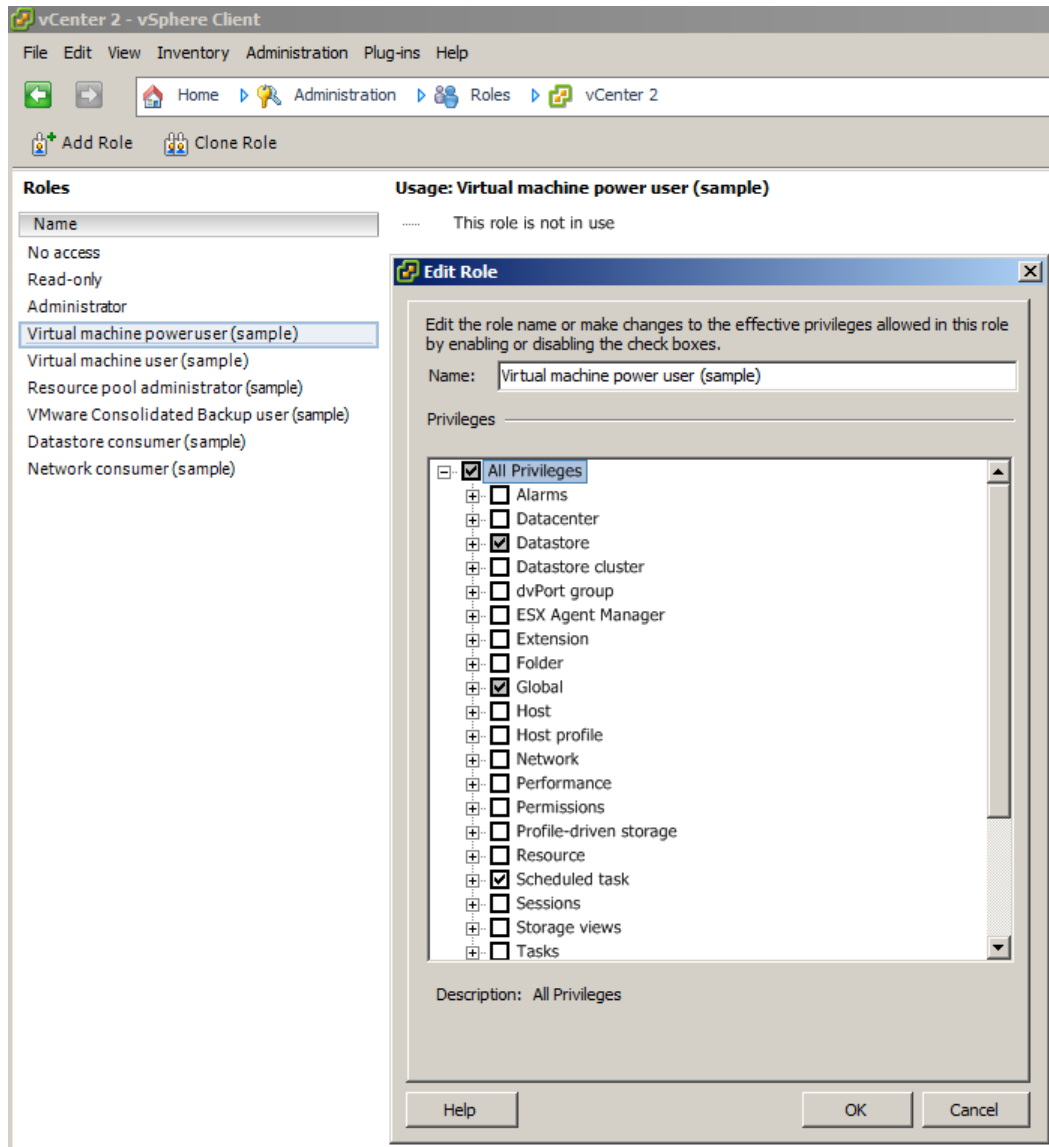 vCenter 2 - vSphere Client
File Edit View Inventory Administration Plug-ins Help
Home Administration Roles vCenter 2
Add Role Clone Role
Roles
Name
No access
Read-only
Administrator
Virtual machine poweruser (sample)
Virtual machine user (sample)
Resource pool administrator (sample)
VMware Consolidated Backup user (sample)
Datastore consumer (sample)
Network consumer (sample)
Usage: Virtual machine power user (sample)
This role is not in use
Edit Role
Edit the role name or make changes to the effective privileges allowed in this role
by enabling or disabling the check boxes.
Name: Virtual machine power user (sample)
Privileges
All Privileges
Alarms
Datacenter
Datastore
Datastore cluster
dvPort group
ESX Agent Manager
Extension
Folder
Global
Host
Host profile
Network
Performance
Permissions
Profile-driven storage
Resource
Scheduled task
Sessions
Storage views
Tasks
Description: All Privileges
Help OK Cancel